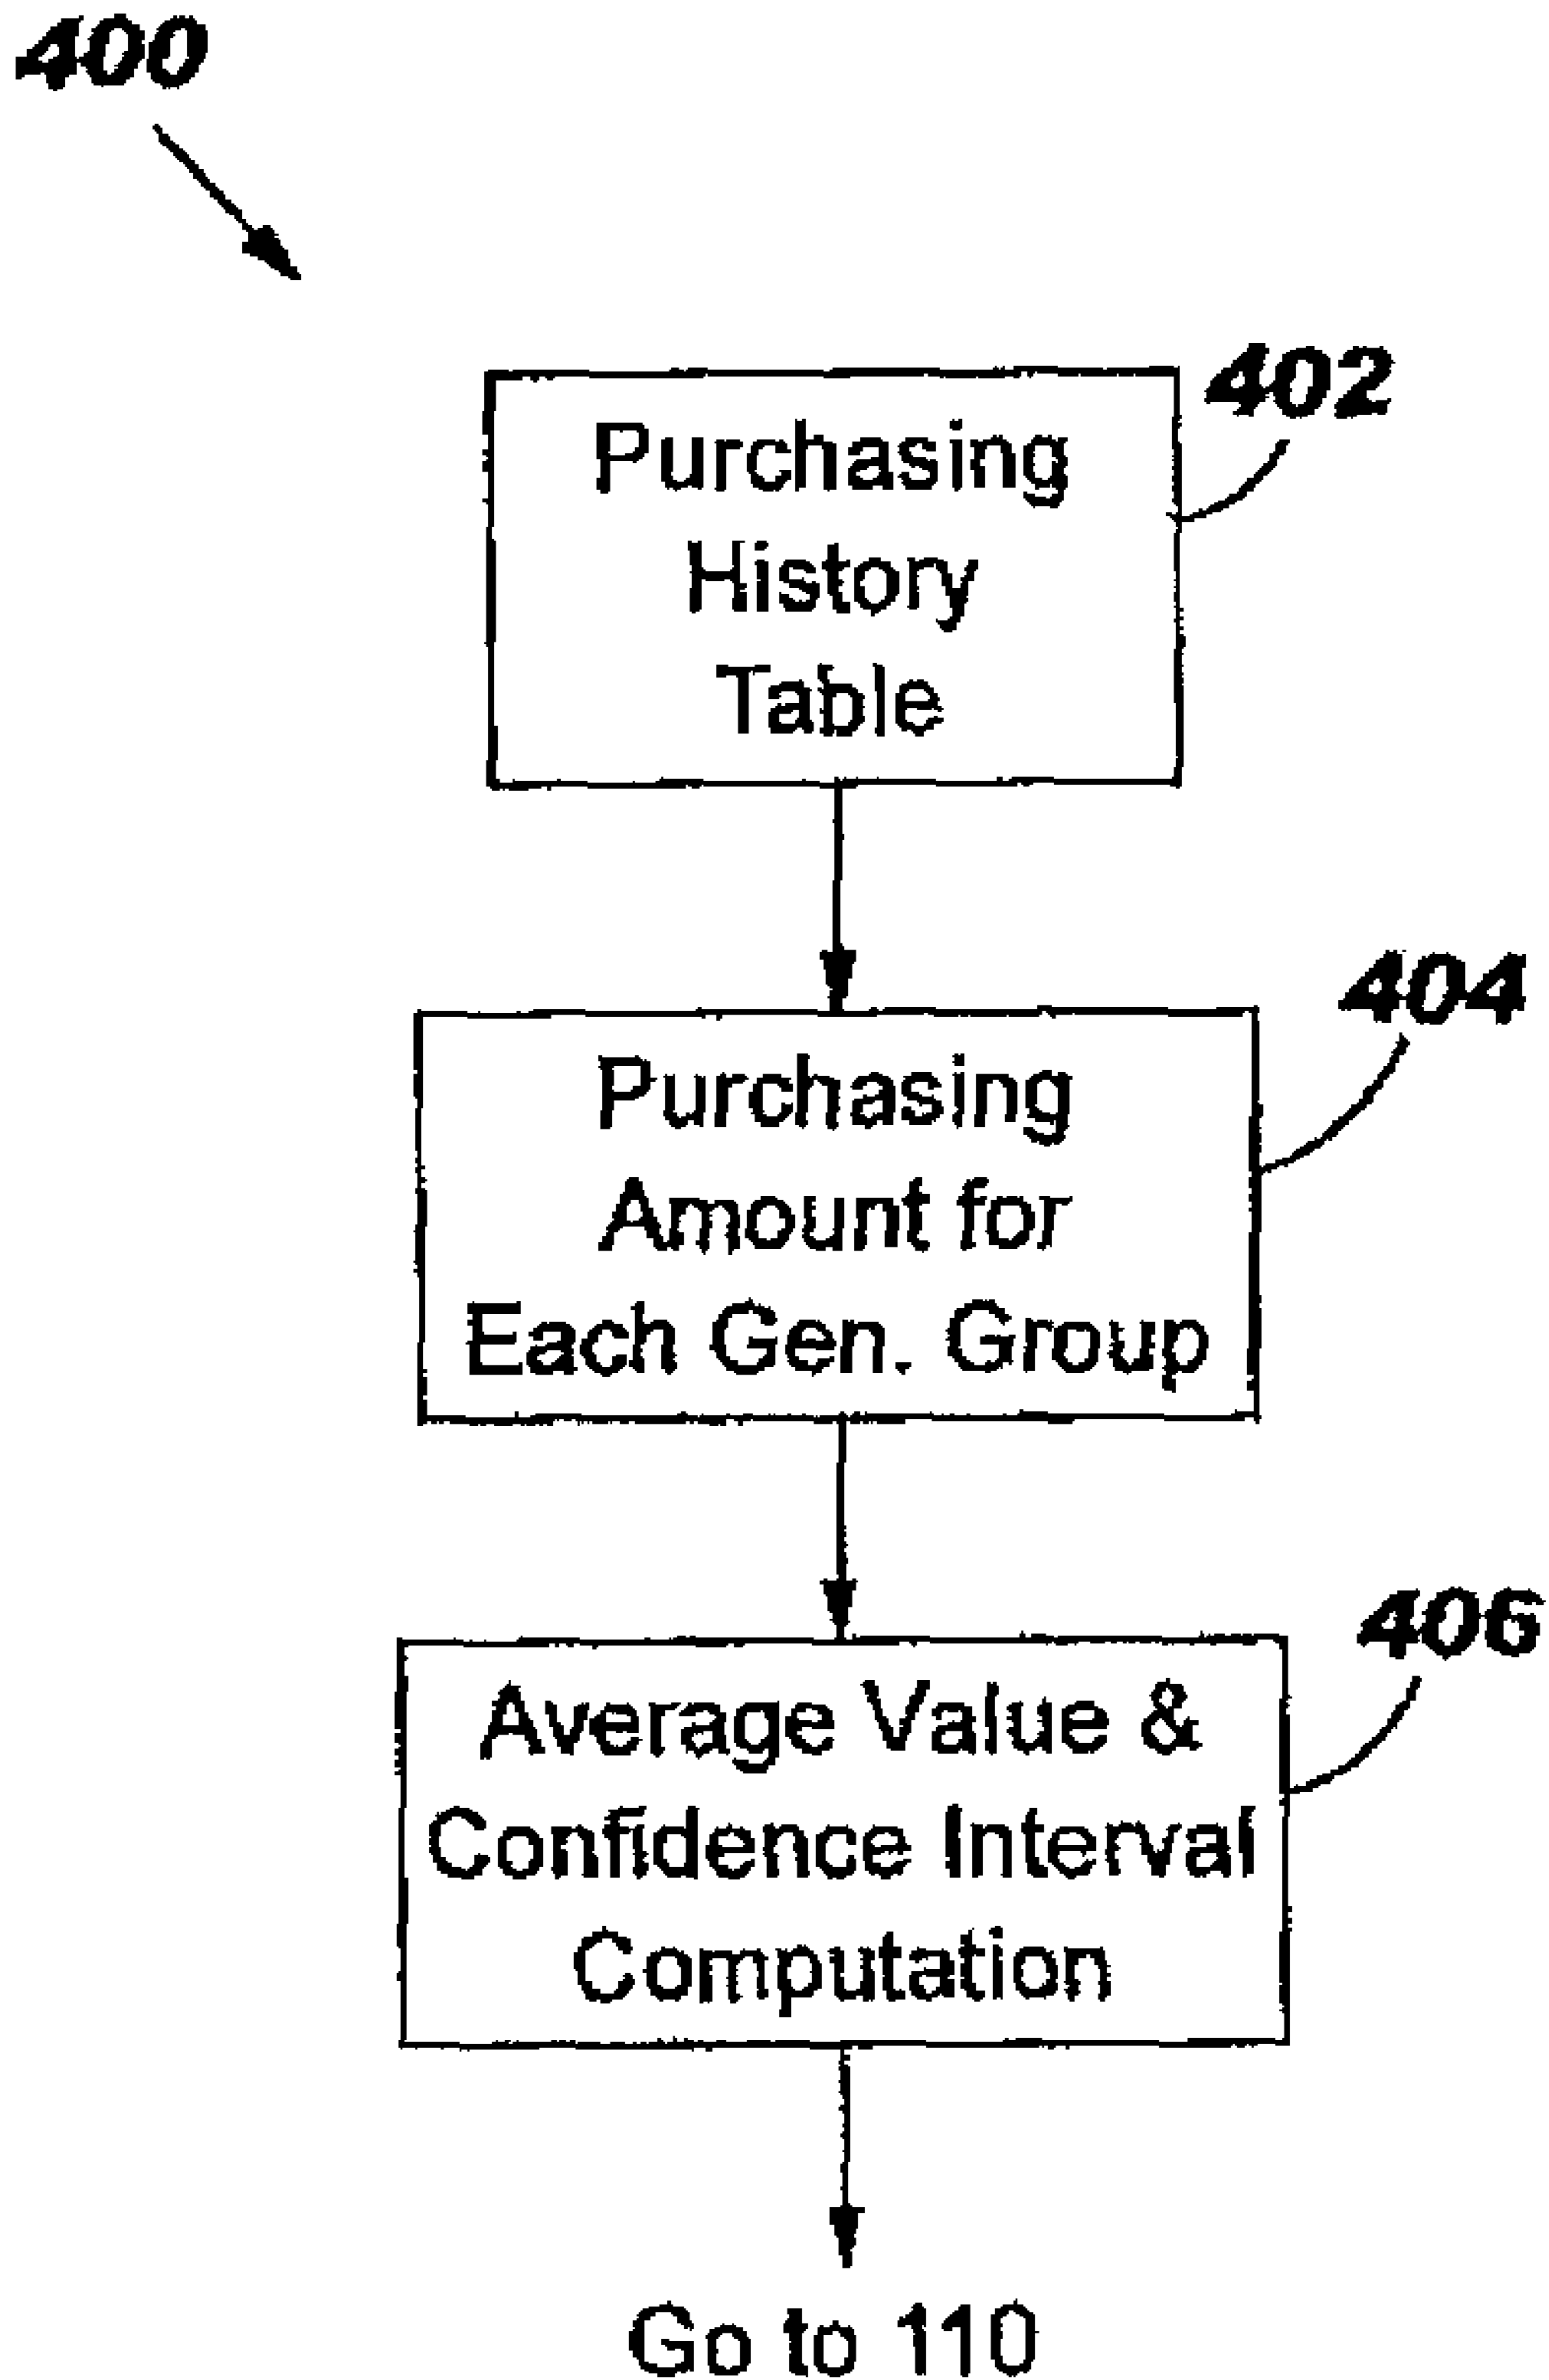 400
402
Purchasing
History
Table
404
Purchasing
Amount for
Each Gen. Group
406
Average Value &
Confidence Interval
Computation
Go to 110